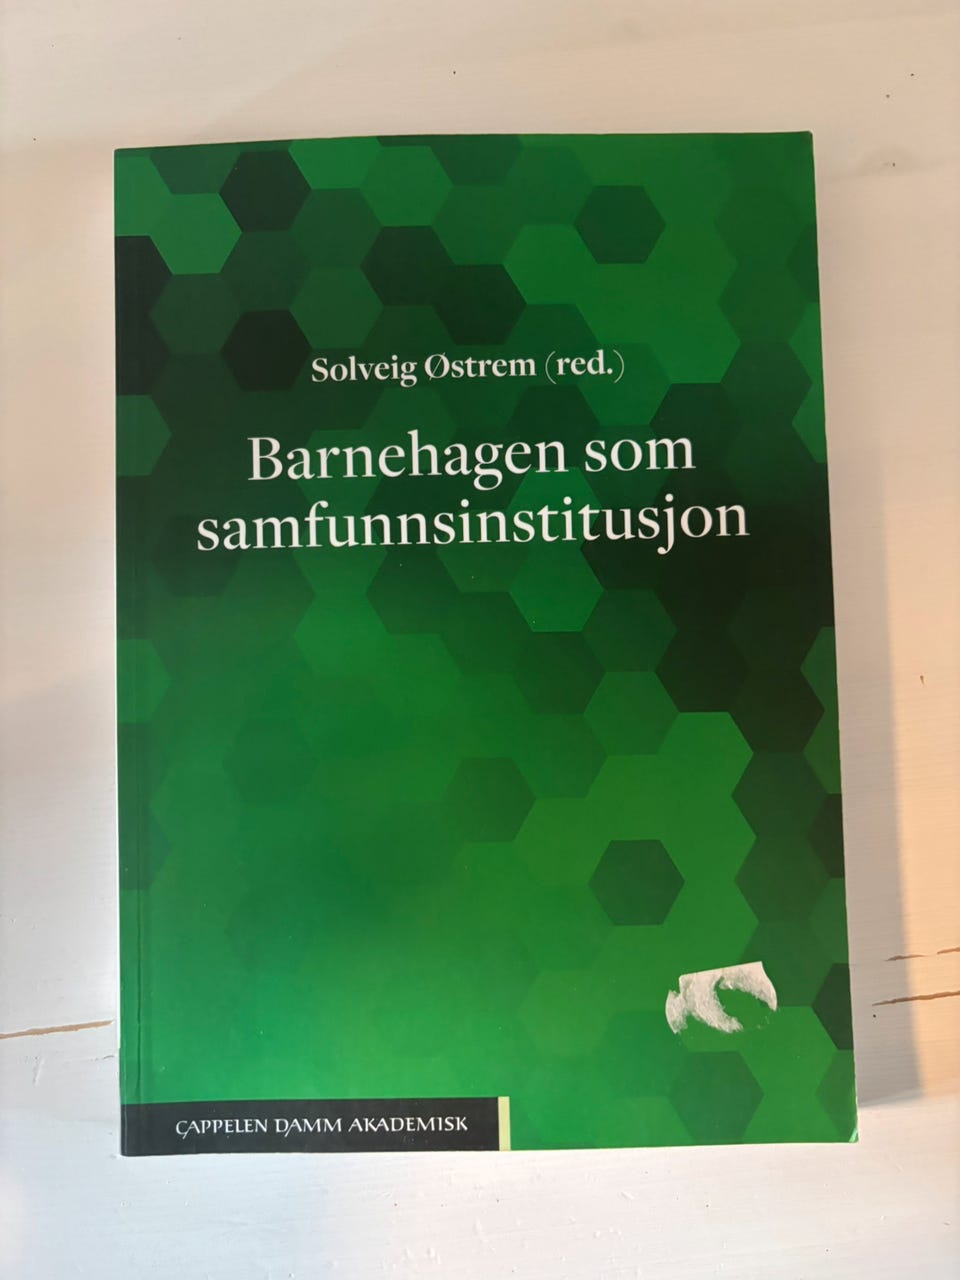 Solveig Østrem (red.)
Barnehagen som
samfunnsinstitusjon
CAPPELEN DAMM AKADEMISK